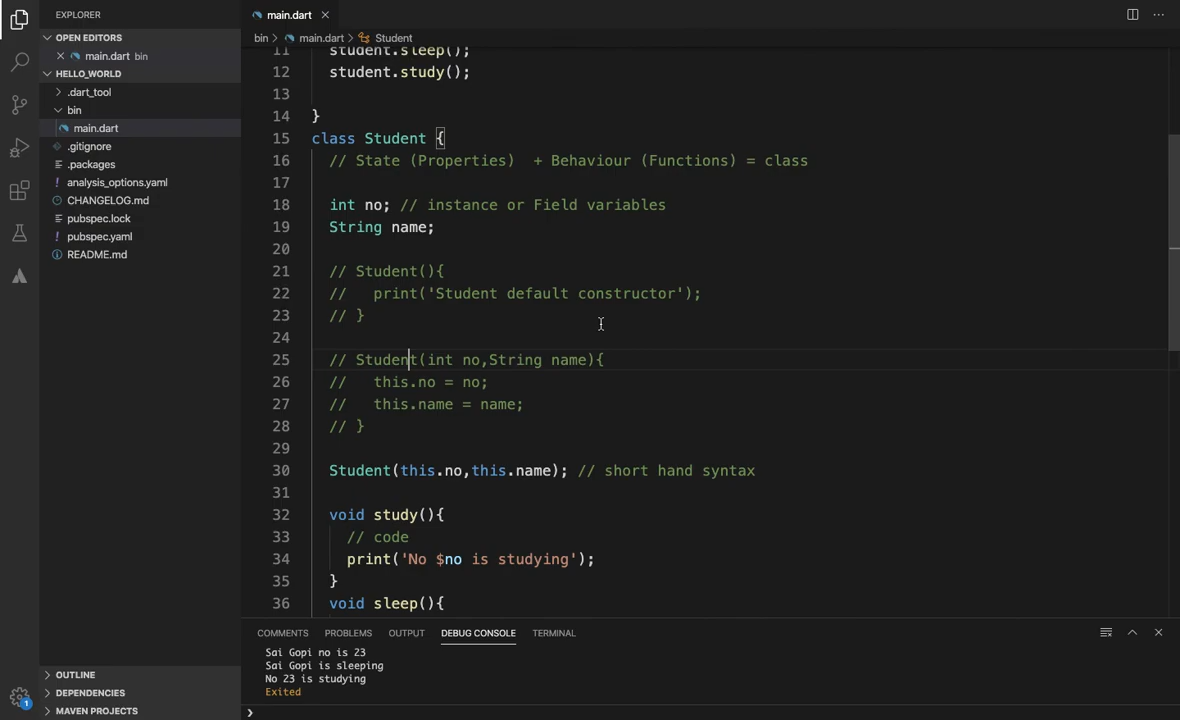 EXPLORER
OPEN EDITORS
main.dart bin
HELLO_WORLD
.dart_tool
bin
main.dart
.gitignore
.packages
analysis_options.yaml
CHANGELOG.md
pubspec.lock
pubspec.yaml
README.md
OUTLINE
DEPENDENCIES
MAVEN PROJECTS
1
main.dart
bin > main.dart > Student
11 student.sleep();
12 student.study();
13
14 }
15 class Student {
16 // State (Properties)  + Behaviour (Functions) = class
17
18 int no; // instance or Field variables
19 String name;
20
21 // Student(){
22 //   print('Student default constructor');
23 // }
24
25 // Student(int no,String name){
26 //   this.no = no;
27 //   this.name = name;
28 // }
29
30 Student(this.no,this.name); // short hand syntax
31
32 void study(){
33 // code
34 print('No $no is studying');
35 }
36 void sleep(){
COMMENTS PROBLEMS OUTPUT DEBUG CONSOLE TERMINAL
Sai Gopi no is 23
Sai Gopi is sleeping
No 23 is studying
Exited